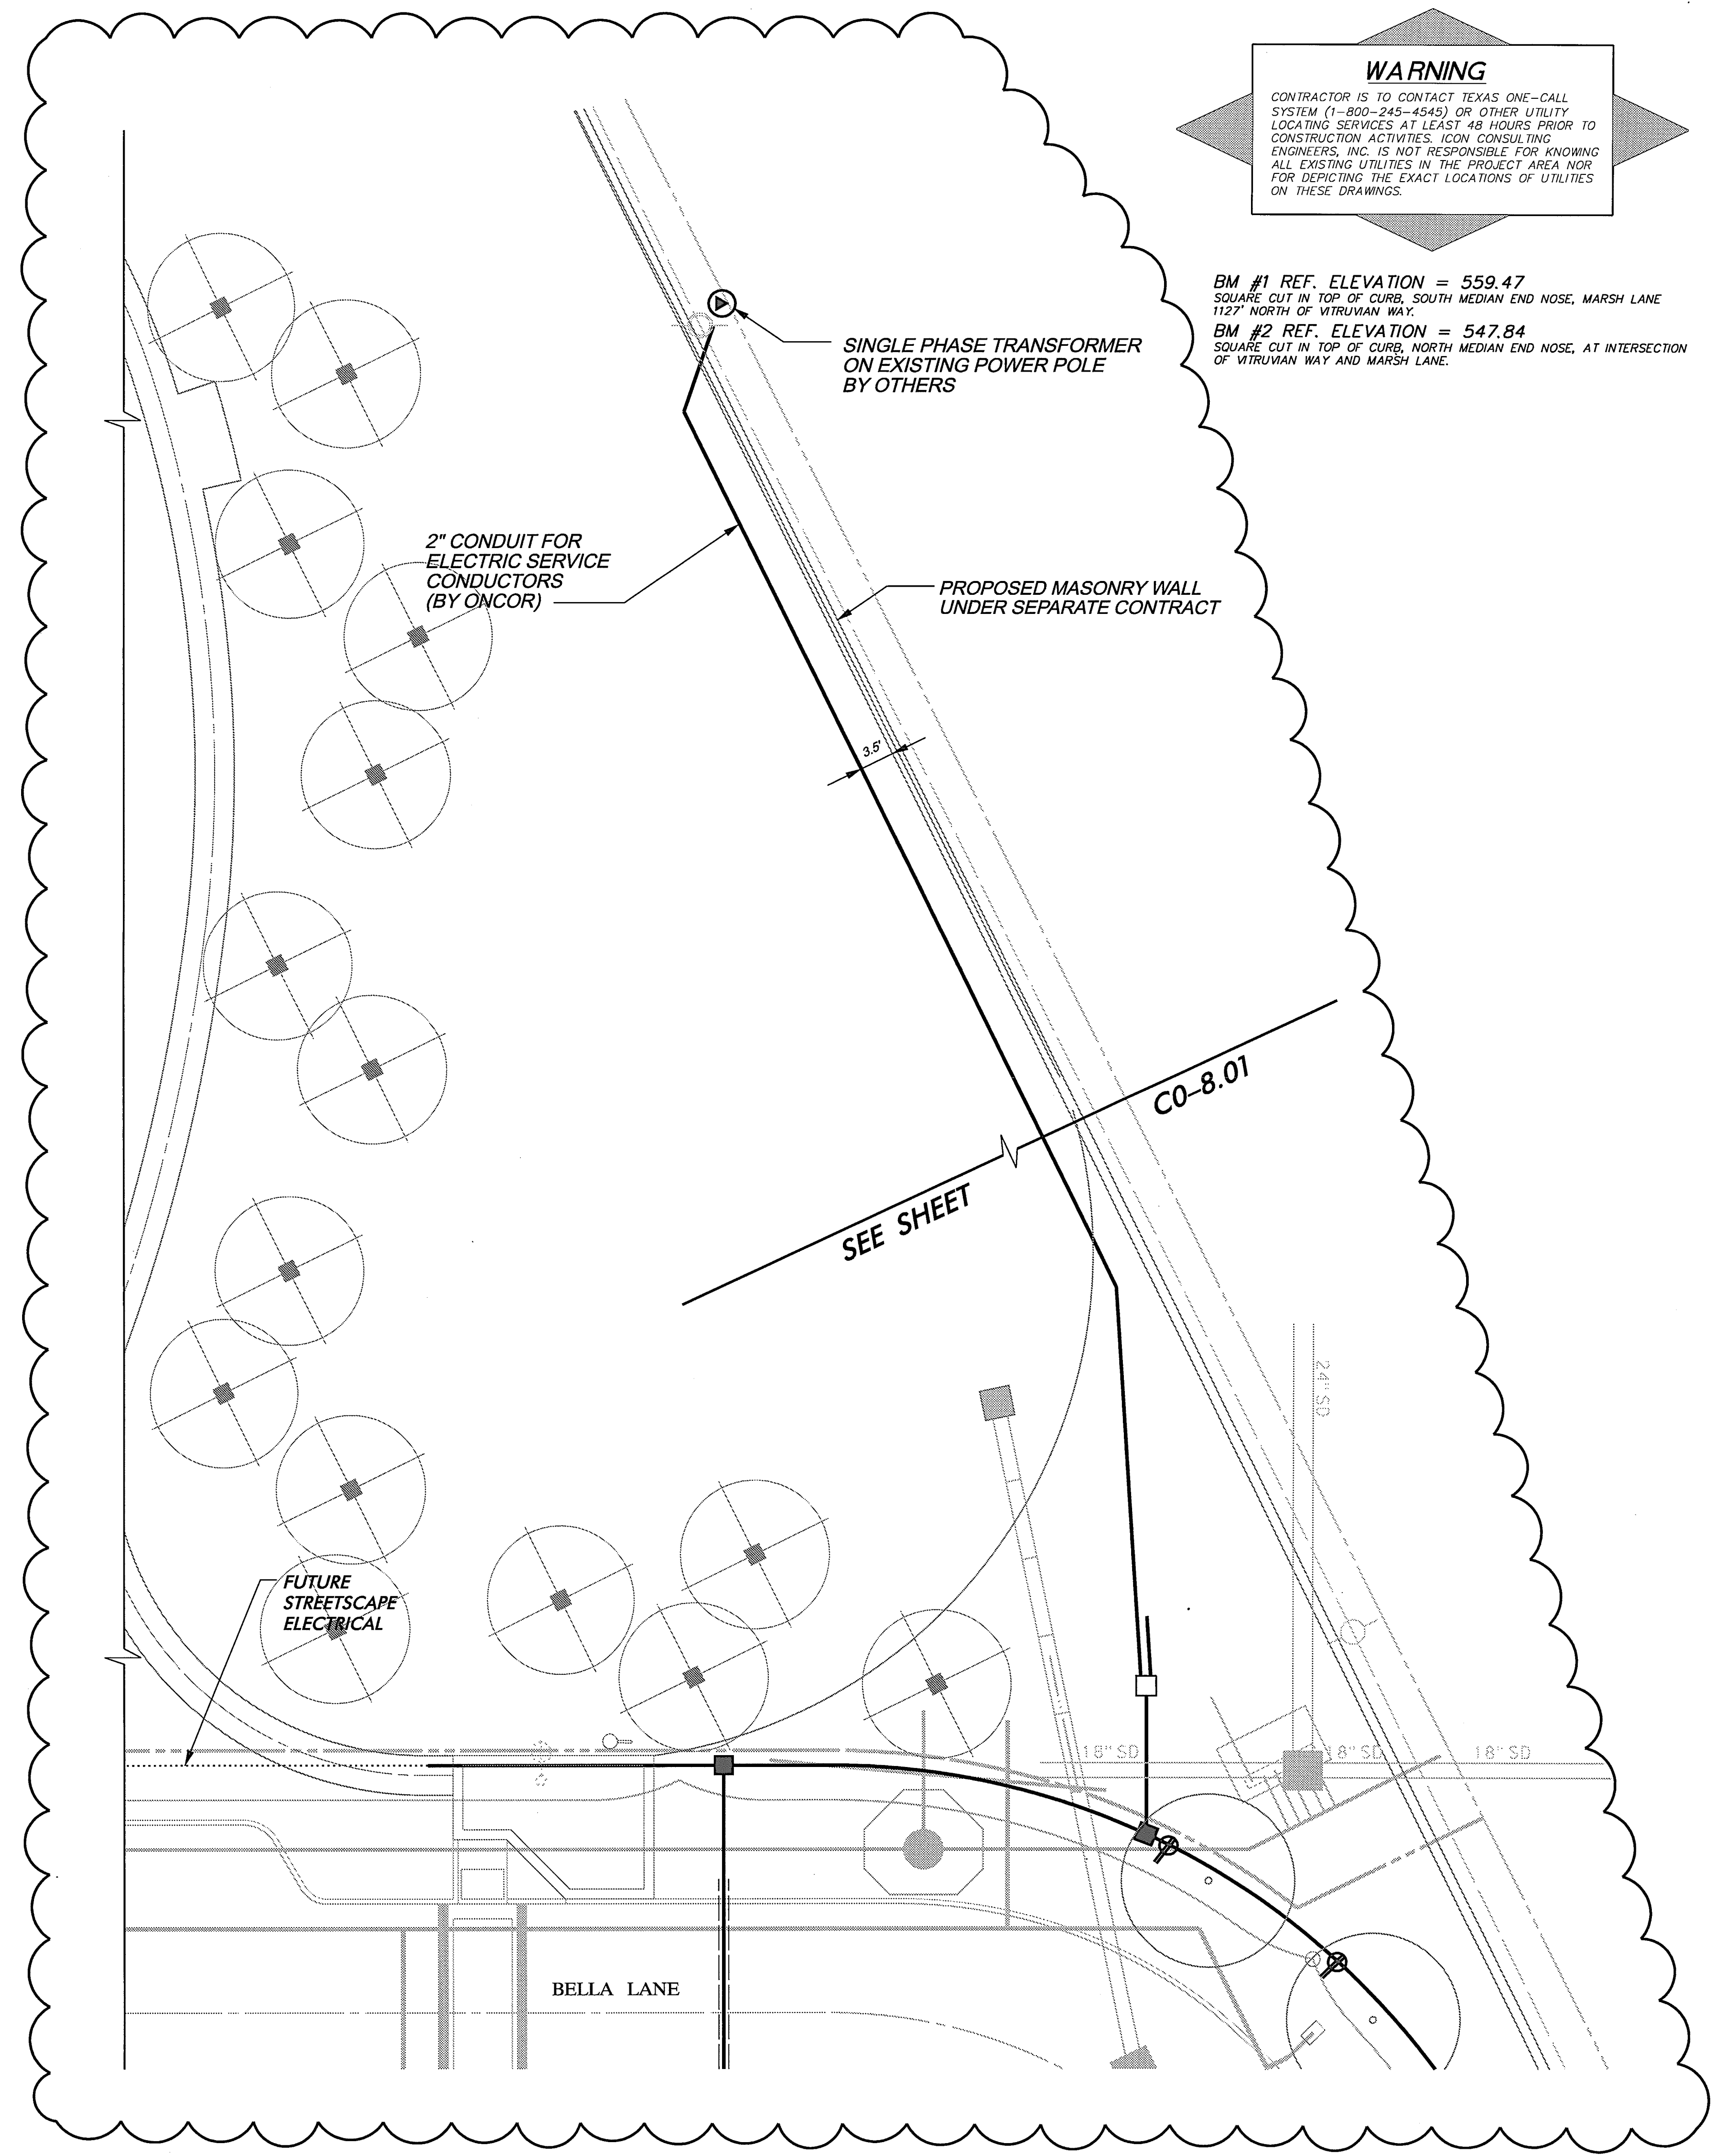 WARNING
CONTRACTOR IS TO CONTACT TEXAS ONE-CALL
SYSTEM (1-800-245-4545) OR OTHER UTILITY
LOCATING SERVICES AT LEAST 48 HOURS PRIOR TO
CONSTRUCTION ACTIVITIES. ICON CONSULTING
ENGINEERS, INC. IS NOT RESPONSIBLE FOR KNOWING
ALL EXISTING UTILITIES IN THE PROJECT AREA NOR
FOR DEPICTING THE EXACT LOCATIONS OF UTILITIES
ON THESE DRAWINGS.
BM #1 REF. ELEVATION = 559.47
SQUARE CUT IN TOP OF CURB, SOUTH MEDIAN END NOSE, MARSH LANE
1127' NORTH OF VITRUVIAN WAY.
BM #2 REF. ELEVATION = 547.84
SQUARE CUT IN TOP OF CURB, NORTH MEDIAN END NOSE, AT INTERSECTION
OF VITRUVIAN WAY AND MARSH LANE.
SINGLE PHASE TRANSFORMER
ON EXISTING POWER POLE
BY OTHERS
2" CONDUIT FOR
ELECTRIC SERVICE
CONDUCTORS
(BY ONCOR)
PROPOSED MASONRY WALL
UNDER SEPARATE CONTRACT
3.5'
SEE SHEET C0-8.01
24" SD
FUTURE
STREETSCAPE
ELECTRICAL
18" SD
18" SD
18" SD
BELLA LANE